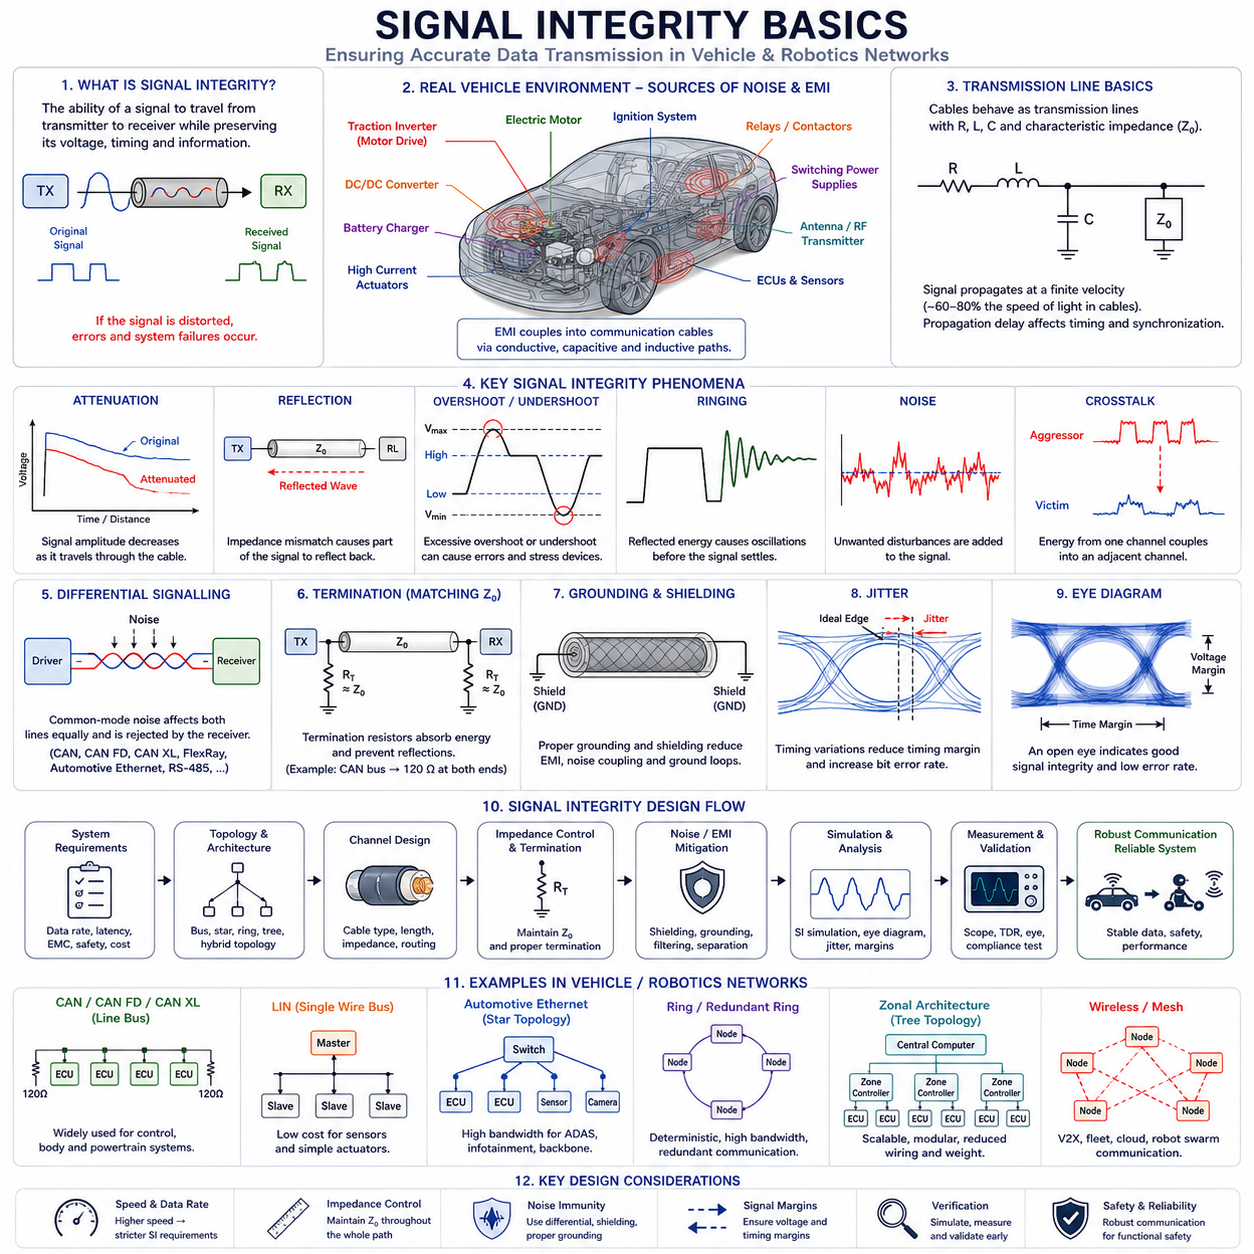 SIGNAL INTEGRITY BASICS
Ensuring Accurate Data Transmission in Vehicle & Robotics Networks
1. WHAT IS SIGNAL INTEGRITY?
The ability of a signal to travel from
transmitter to receiver while preserving
its voltage, timing and information.
TX
RX
Original
Signal
Received
Signal
If the signal is distorted,
errors and system failures occur.
2. REAL VEHICLE ENVIRONMENT – SOURCES OF NOISE & EMI
Traction Inverter
(Motor Drive)
Electric Motor
Ignition System
Relays / Contactors
DC/DC Converter
Switching Power
Supplies
Battery Charger
Antenna / RF
Transmitter
High Current
Actuators
ECUs & Sensors
EMI couples into communication cables
via conductive, capacitive and inductive paths.
3. TRANSMISSION LINE BASICS
Cables behave as transmission lines
with R, L, C and characteristic impedance (Z₀).
R
L
C
Z₀
Signal propagates at a finite velocity
(~60–80% the speed of light in cables).
Propagation delay affects timing and synchronization.
4. KEY SIGNAL INTEGRITY PHENOMENA
ATTENUATION
Voltage
Original
Attenuated
Time / Distance
Signal amplitude decreases
as it travels through the cable.
REFLECTION
TX
Z₀
RL
Reflected Wave
Impedance mismatch causes part
of the signal to reflect back.
OVERSHOOT / UNDERSHOOT
Vmax
High
Low
Vmin
Excessive overshoot or undershoot
can cause errors and stress devices.
RINGING
Reflected energy causes oscillations
before the signal settles.
NOISE
Unwanted disturbances are added
to the signal.
CROSSTALK
Aggressor
Victim
Energy from one channel couples
into an adjacent channel.
5. DIFFERENTIAL SIGNALLING
Noise
Driver
Receiver
Common-mode noise affects both
lines equally and is rejected by the receiver.
(CAN, CAN FD, CAN XL, FlexRay,
Automotive Ethernet, RS-485, ...)
6. TERMINATION (MATCHING Z₀)
TX
Z₀
RX
RT
≈ Z₀
RT
≈ Z₀
Termination resistors absorb energy
and prevent reflections.
(Example: CAN bus → 120 Ω at both ends)
7. GROUNDING & SHIELDING
Shield
(GND)
Shield
(GND)
Proper grounding and shielding reduce
EMI, noise coupling and ground loops.
8. JITTER
Ideal Edge
Jitter
Timing variations reduce timing margin
and increase bit error rate.
9. EYE DIAGRAM
Voltage
Margin
Time Margin
An open eye indicates good
signal integrity and low error rate.
10. SIGNAL INTEGRITY DESIGN FLOW
System
Requirements
Data rate, latency,
EMC, safety, cost
Topology &
Architecture
Bus, star, ring, tree,
hybrid topology
Channel Design
Cable type, length,
impedance, routing
Impedance Control
& Termination
RT
Maintain Z₀
and proper termination
Noise / EMI
Mitigation
Shielding, grounding,
filtering, separation
Simulation &
Analysis
SI simulation, eye diagram,
jitter, margins
Measurement &
Validation
Scope, TDR, eye,
compliance test
Robust Communication
Reliable System
Stable data, safety,
performance
11. EXAMPLES IN VEHICLE / ROBOTICS NETWORKS
CAN / CAN FD / CAN XL
(Line Bus)
ECU
ECU
ECU
ECU
120Ω
120Ω
Widely used for control,
body and powertrain systems.
LIN (Single Wire Bus)
Master
Slave
Slave
Slave
Low cost for sensors
and simple actuators.
Automotive Ethernet
(Star Topology)
Switch
ECU
ECU
Sensor
Camera
High bandwidth for ADAS,
infotainment, backbone.
Ring / Redundant Ring
Node
Node
Node
Node
Deterministic, high bandwidth,
redundant communication.
Zonal Architecture
(Tree Topology)
Central Computer
Zone
Controller
Zone
Controller
Zone
Controller
ECU
ECU
ECU
ECU
ECU
ECU
Scalable, modular, reduced
wiring and weight.
Wireless / Mesh
Node
Node
Node
Node
Node
V2X, fleet, cloud, robot swarm
communication.
12. KEY DESIGN CONSIDERATIONS
Speed & Data Rate
Higher speed →
stricter SI requirements
Impedance Control
Maintain Z₀ throughout
the whole path
Noise Immunity
Use differential, shielding,
proper grounding
Signal Margins
Ensure voltage and
timing margins
Verification
Simulate, measure
and validate early
Safety & Reliability
Robust communication
for functional safety